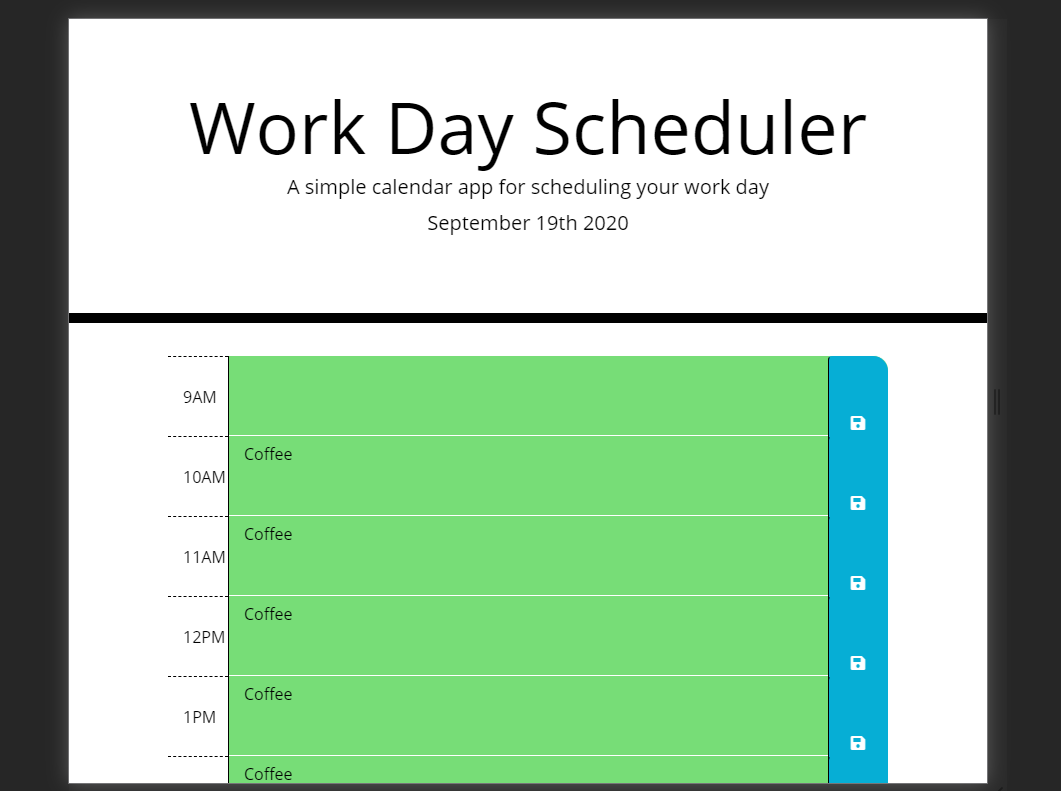 Work Day Scheduler
A simple calendar app for scheduling your work day
September 19th 2020
9AM
10AM Coffee
11AM Coffee
12PM Coffee
1PM Coffee
Coffee